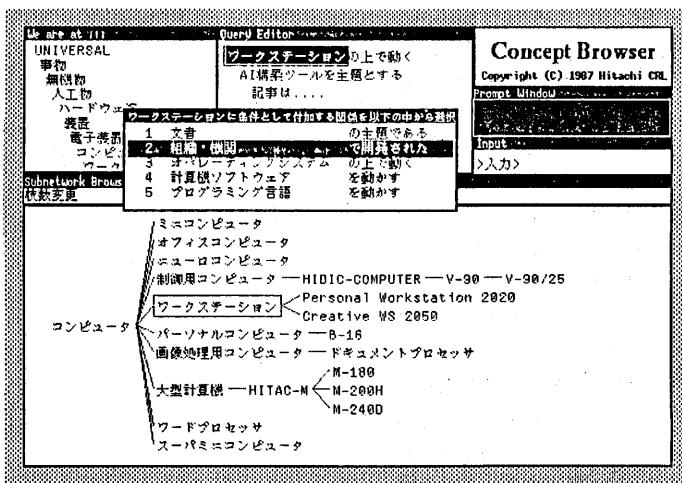 We are at !!!
UNIVERSAL
事物
無機物
人工物
ハードウェア
装置
電子装置
コンピ
ワーク
Query Editor
ワークステーションの上で動く
AI構築ツールを主題とする
記事は....
Concept Browser
Copyright (C) 1987 Hitachi CRL
Prompt Window
Input
>入力>
ワークステーションに条件として付加する関係を以下の中から選択
1 文書 の主題である
2 組織・機関 で開発された
3 オペレーティングシステム の上で動く
4 計算機ソフトウェア を動かす
5 プログラミング言語 を動かす
Subnetwork Brows
枝数変更
コンピュータ
ミニコンピュータ
オフィスコンピュータ
ニューロコンピュータ
制御用コンピュータ HIDIC-COMPUTER V-90 V-90/25
ワークステーション
Personal Workstation 2020
Creative WS 2050
パーソナルコンピュータ B-16
画像処理用コンピュータ ドキュメントプロセッサ
大型計算機 HITAC-M
M-180
M-200H
M-240D
ワードプロセッサ
スーパミニコンピュータ